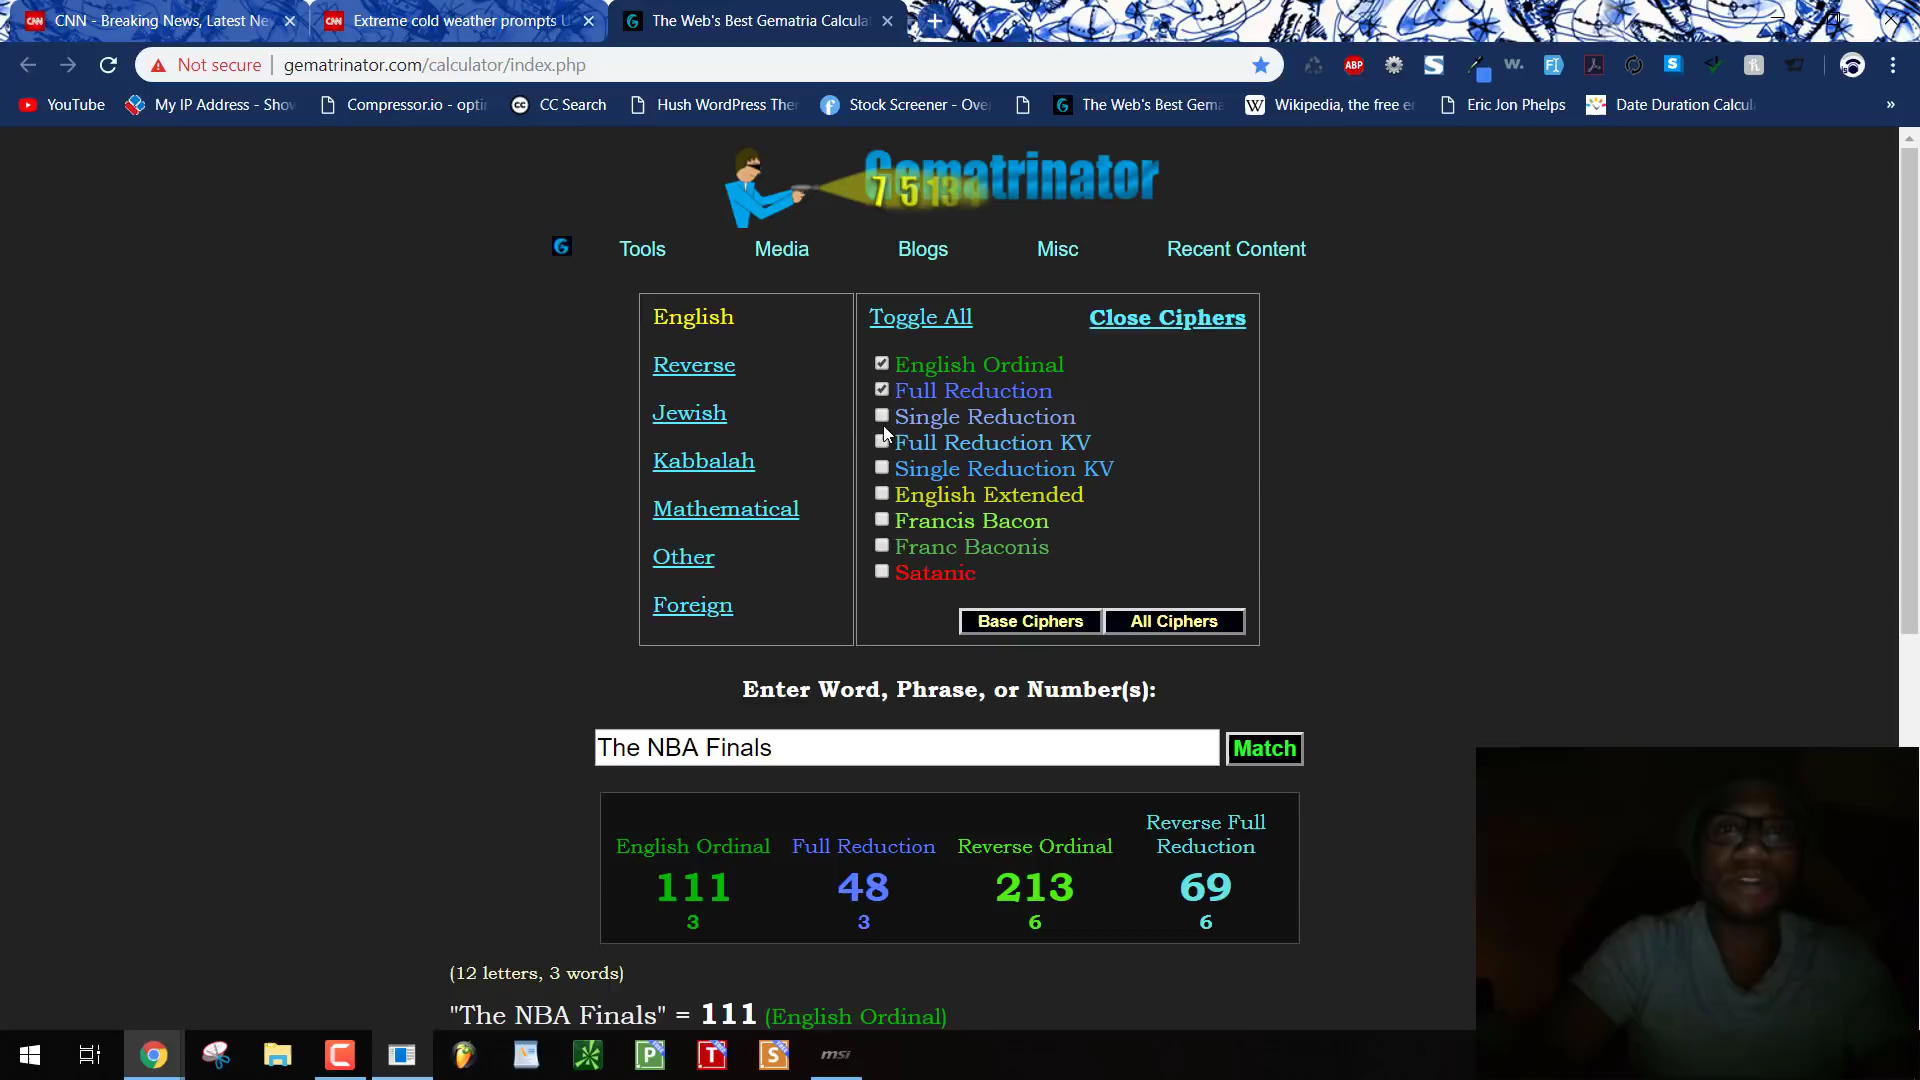 CNN - Breaking News, Latest Ne
Extreme cold weather prompts U
The Web's Best Gematria Calcula
Not secure
gematrinator.com/calculator/index.php
YouTube
My IP Address - Sho
Compressor.io - opti
CC Search
Hush WordPress The
Stock Screener - Ove
The Web's Best Gema
Wikipedia, the free e
Eric Jon Phelps
Date Duration Calcu
Gematrinator
7 5 13
Tools
Media
Blogs
Misc
Recent Content
English
Reverse
Jewish
Kabbalah
Mathematical
Other
Foreign
Toggle All
Close Ciphers
English Ordinal
Full Reduction
Single Reduction
Full Reduction KV
Single Reduction KV
English Extended
Francis Bacon
Franc Baconis
Satanic
Base Ciphers
All Ciphers
Enter Word, Phrase, or Number(s):
The NBA Finals
Match
English Ordinal
111
3
Full Reduction
48
3
Reverse Ordinal
213
6
Reverse Full
Reduction
69
6
(12 letters, 3 words)
"The NBA Finals" = 111 (English Ordinal)
msi